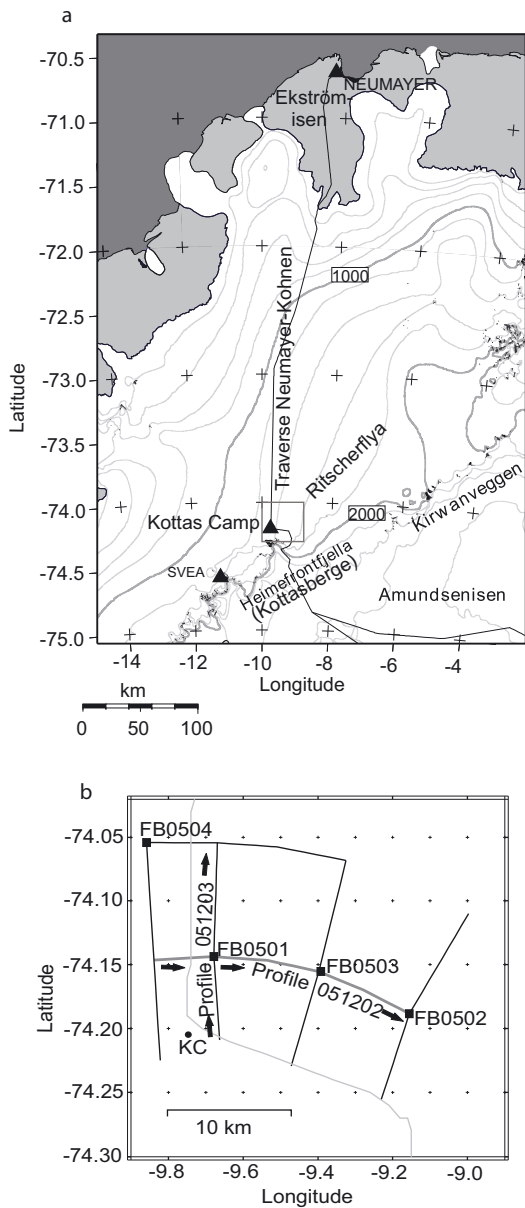 a
-70.5
-71.0
-71.5
-72.0
-72.5
-73.0
-73.5
-74.0
-74.5
-75.0
Latitude
NEUMAYER
Ekström-
isen
1000
Traverse Neumayer-Kohnen
Ritscherflya
Kottas Camp
2000
Kirwanveggen
SVEA
Heimefrontfjella
(Kottasberge)
Amundsenisen
-14 -12 -10 -8 -6 -4
Longitude
km
0 50 100
b
-74.05
-74.10
-74.15
-74.20
-74.25
-74.30
Latitude
FB0504
Profile 051203
FB0501
FB0503
Profile 051202
FB0502
KC
10 km
-9.8 -9.6 -9.4 -9.2 -9.0
Longitude